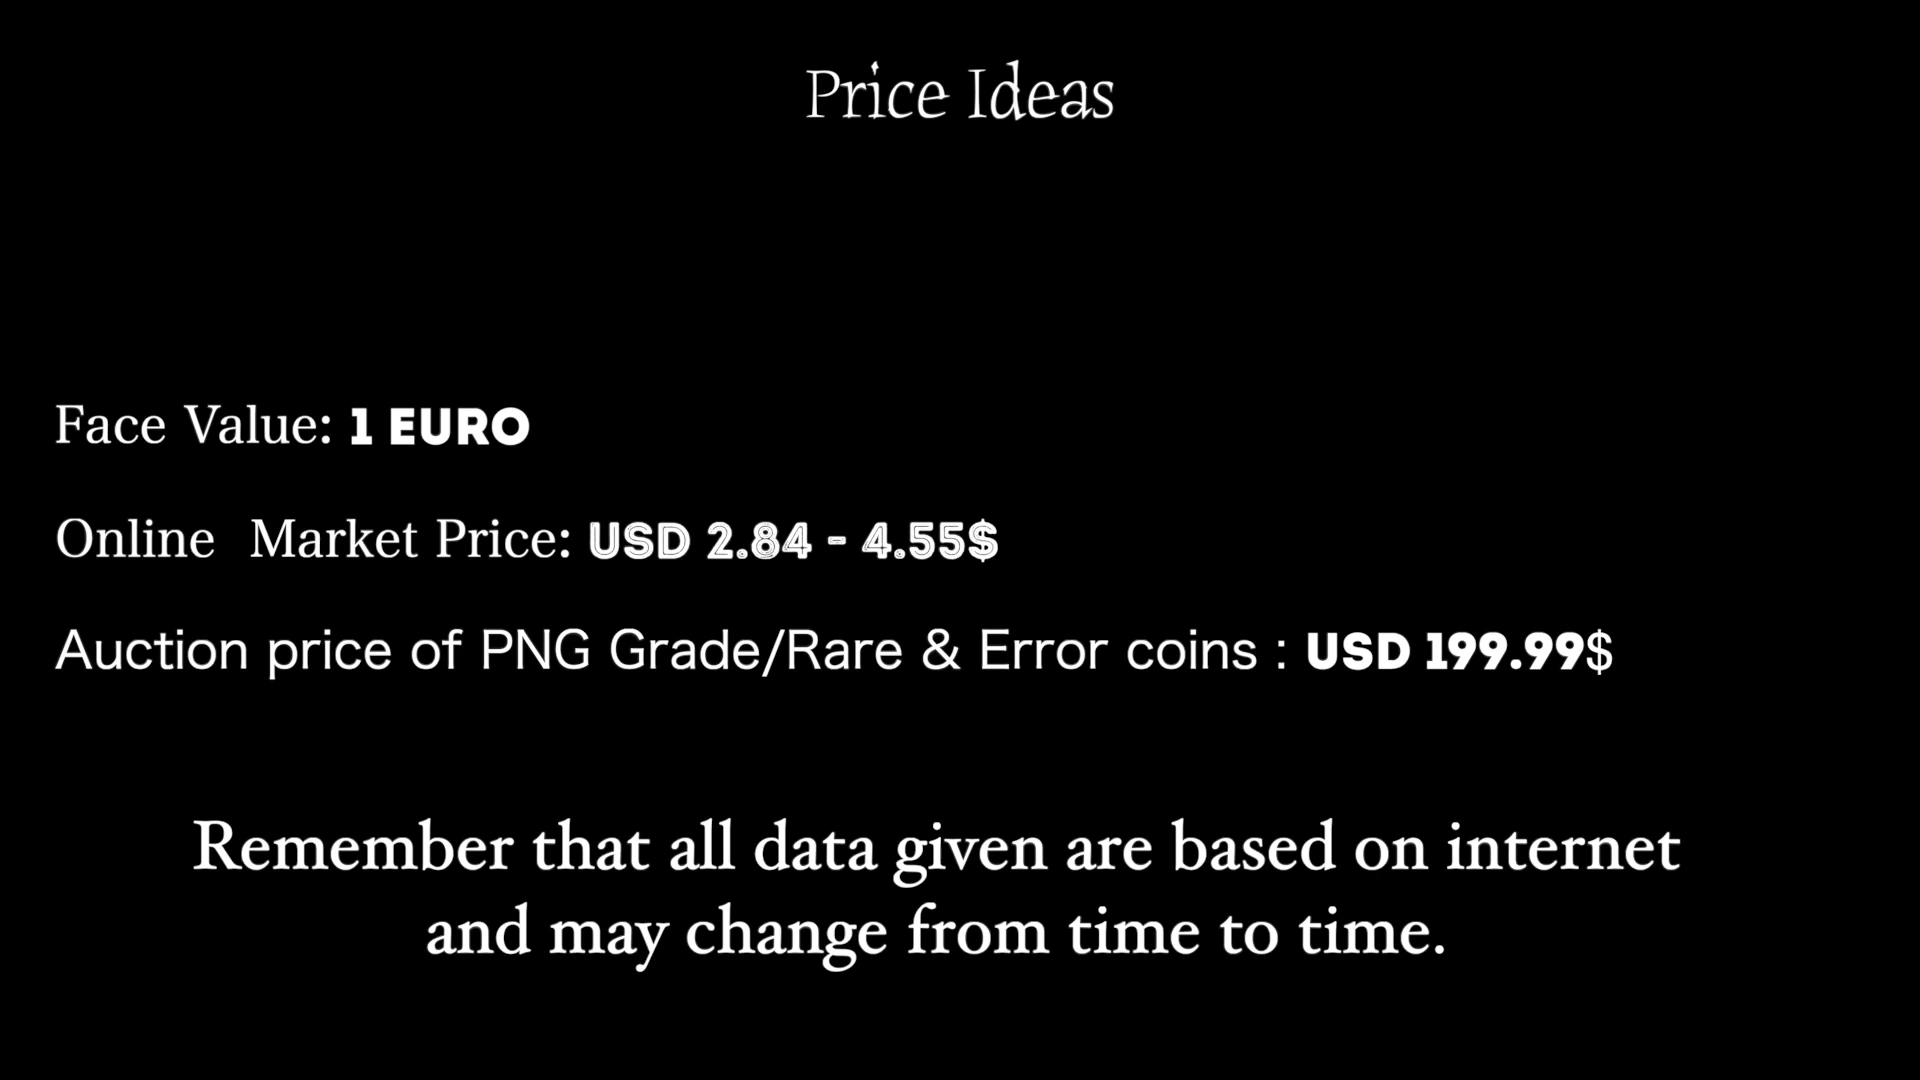 Price Ideas
Face Value: 1 EURO
Online Market Price: USD 2.84 - 4.55$
Auction price of PNG Grade/Rare & Error coins : USD 199.99$
Remember that all data given are based on internet
and may change from time to time.